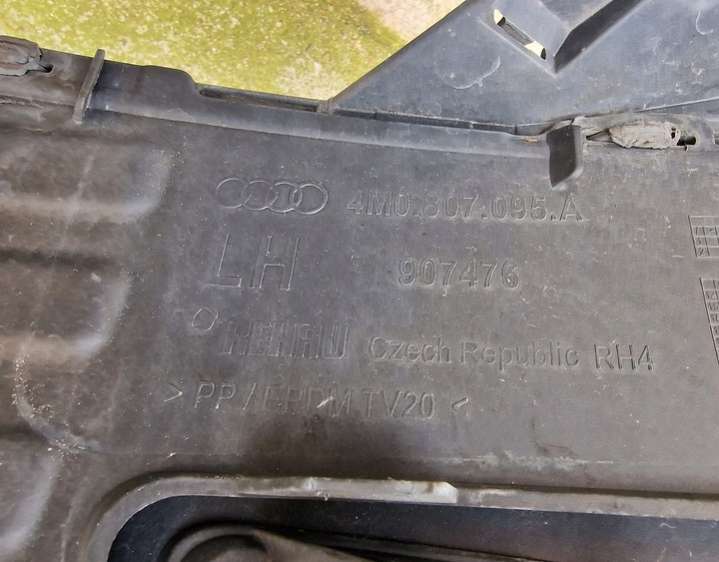 4M0.807.095.A
LH 907476
REHAU Czech Republic RH4
>PP/EPDM TV20<